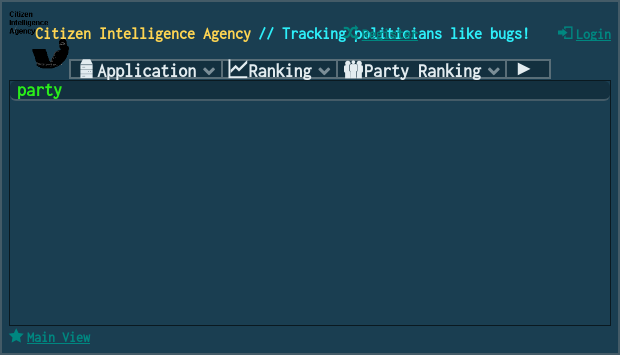 Citizen
Intelligence
Agency
Citizen Intelligence Agency // Tracking politicians like bugs!
Login
Application
Ranking
Party Ranking
party
Main View